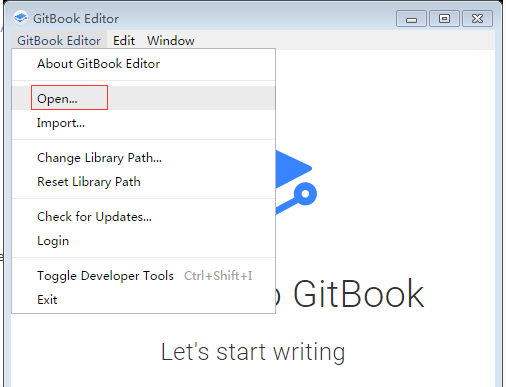 GitBook Editor
GitBook Editor Edit Window
About GitBook Editor
Open...
Import...
Change Library Path...
Reset Library Path
Check for Updates...
Login
Toggle Developer Tools Ctrl+Shift+I
Exit
GitBook
Let's start writing